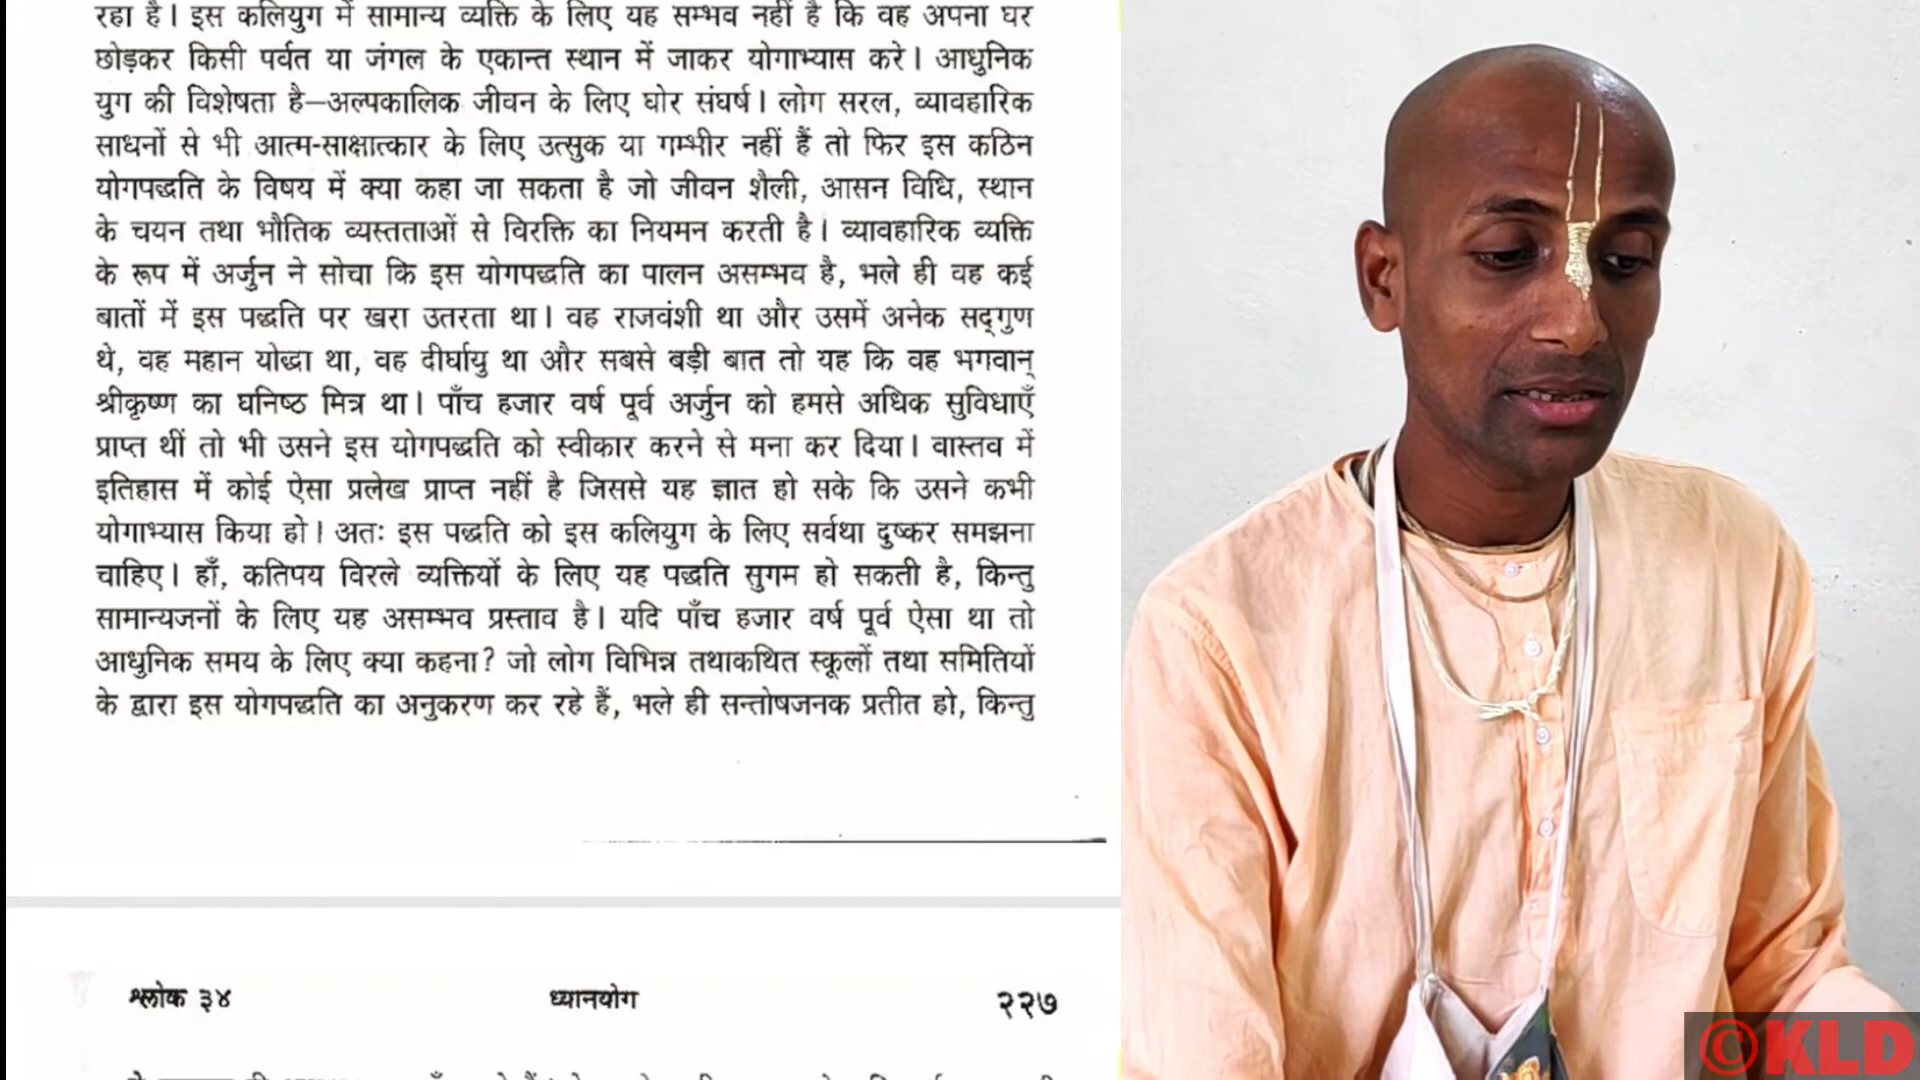 रहा है। इस कलियुग में सामान्य व्यक्ति के लिए यह सम्भव नहीं है कि वह अपना घर
छोड़कर किसी पर्वत या जंगल के एकान्त स्थान में जाकर योगाभ्यास करे। आधुनिक
युग की विशेषता है–अल्पकालिक जीवन के लिए घोर संघर्ष। लोग सरल, व्यावहारिक
साधनों से भी आत्म-साक्षात्कार के लिए उत्सुक या गम्भीर नहीं हैं तो फिर इस कठिन
योगपद्धति के विषय में क्या कहा जा सकता है जो जीवन शैली, आसन विधि, स्थान
के चयन तथा भौतिक व्यस्तताओं से विरक्ति का नियमन करती है। व्यावहारिक व्यक्ति
के रूप में अर्जुन ने सोचा कि इस योगपद्धति का पालन असम्भव है, भले ही वह कई
बातों में इस पद्धति पर खरा उतरता था। वह राजवंशी था और उसमें अनेक सद्‌गुण
थे, वह महान योद्धा था, वह दीर्घायु था और सबसे बड़ी बात तो यह कि वह भगवान्
श्रीकृष्ण का घनिष्ठ मित्र था। पाँच हजार वर्ष पूर्व अर्जुन को हमसे अधिक सुविधाएँ
प्राप्त थीं तो भी उसने इस योगपद्धति को स्वीकार करने से मना कर दिया। वास्तव में
इतिहास में कोई ऐसा प्रलेख प्राप्त नहीं है जिससे यह ज्ञात हो सके कि उसने कभी
योगाभ्यास किया हो। अतः इस पद्धति को इस कलियुग के लिए सर्वथा दुष्कर समझना
चाहिए। हाँ, कतिपय विरले व्यक्तियों के लिए यह पद्धति सुगम हो सकती है, किन्तु
सामान्यजनों के लिए यह असम्भव प्रस्ताव है। यदि पाँच हजार वर्ष पूर्व ऐसा था तो
आधुनिक समय के लिए क्या कहना? जो लोग विभिन्न तथाकथित स्कूलों तथा समितियों
के द्वारा इस योगपद्धति का अनुकरण कर रहे हैं, भले ही सन्तोषजनक प्रतीत हो, किन्तु
श्लोक ३४ ध्यानयोग २२७
©KLD